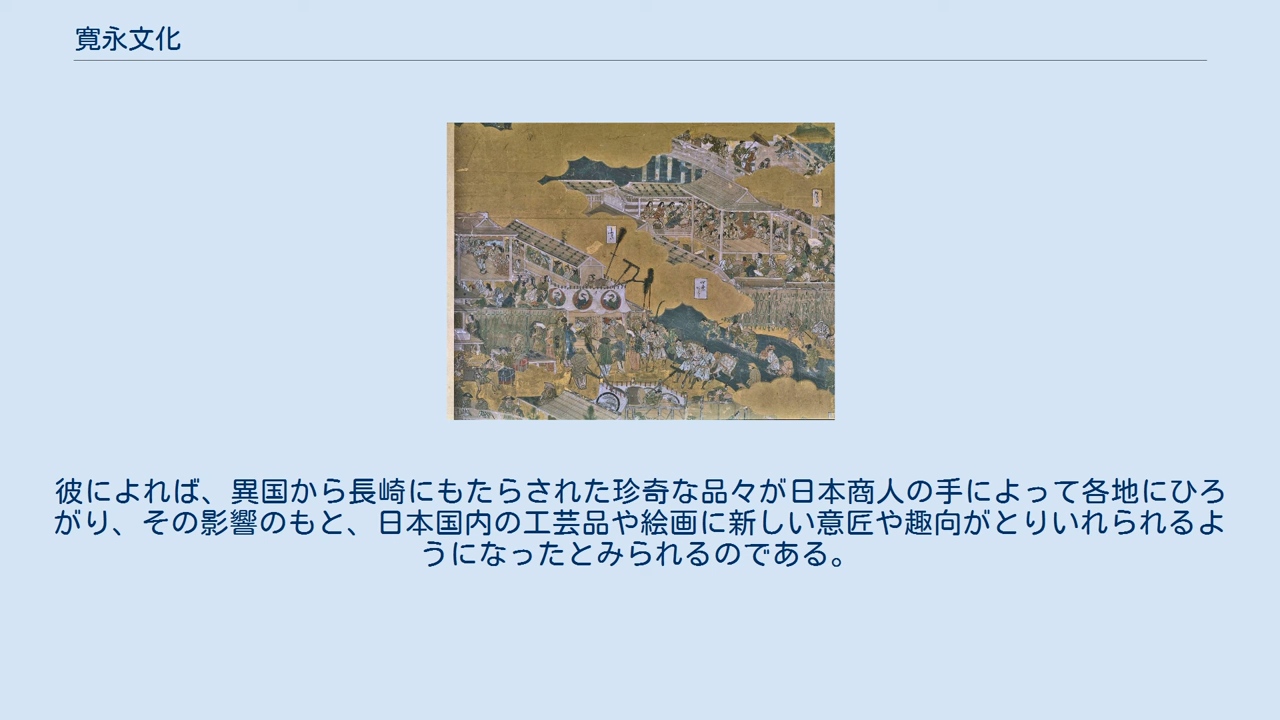 寛永文化
彼によれば、異国から長崎にもたらされた珍奇な品々が日本商人の手によって各地にひろ
がり、その影響のもと、日本国内の工芸品や絵画に新しい意匠や趣向がとりいれられるよ
うになったとみられるのである。